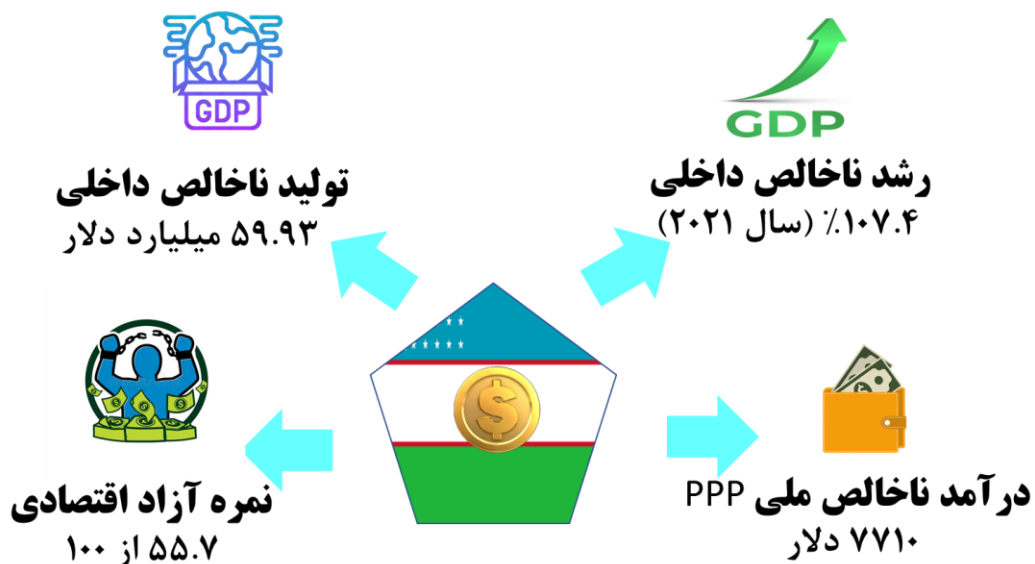 GDP
GDP
رشد ناخالص داخلی
۱۰۷.۴٪ (سال ۲۰۲۱)
تولید ناخالص داخلی
۵۹.۹۳ میلیارد دلار
درآمد ناخالص ملی PPP
۷۷۱۰ دلار
نمره آزاد اقتصادی
۵۵.۷ از ۱۰۰